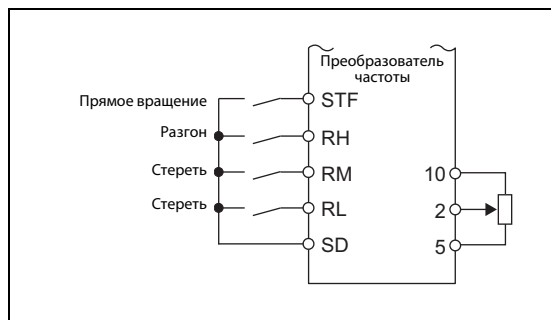 Преобразователь
частоты
Прямое вращение
STF
Разгон
RH
Стереть
RM
10
Стереть
RL
2
SD
5